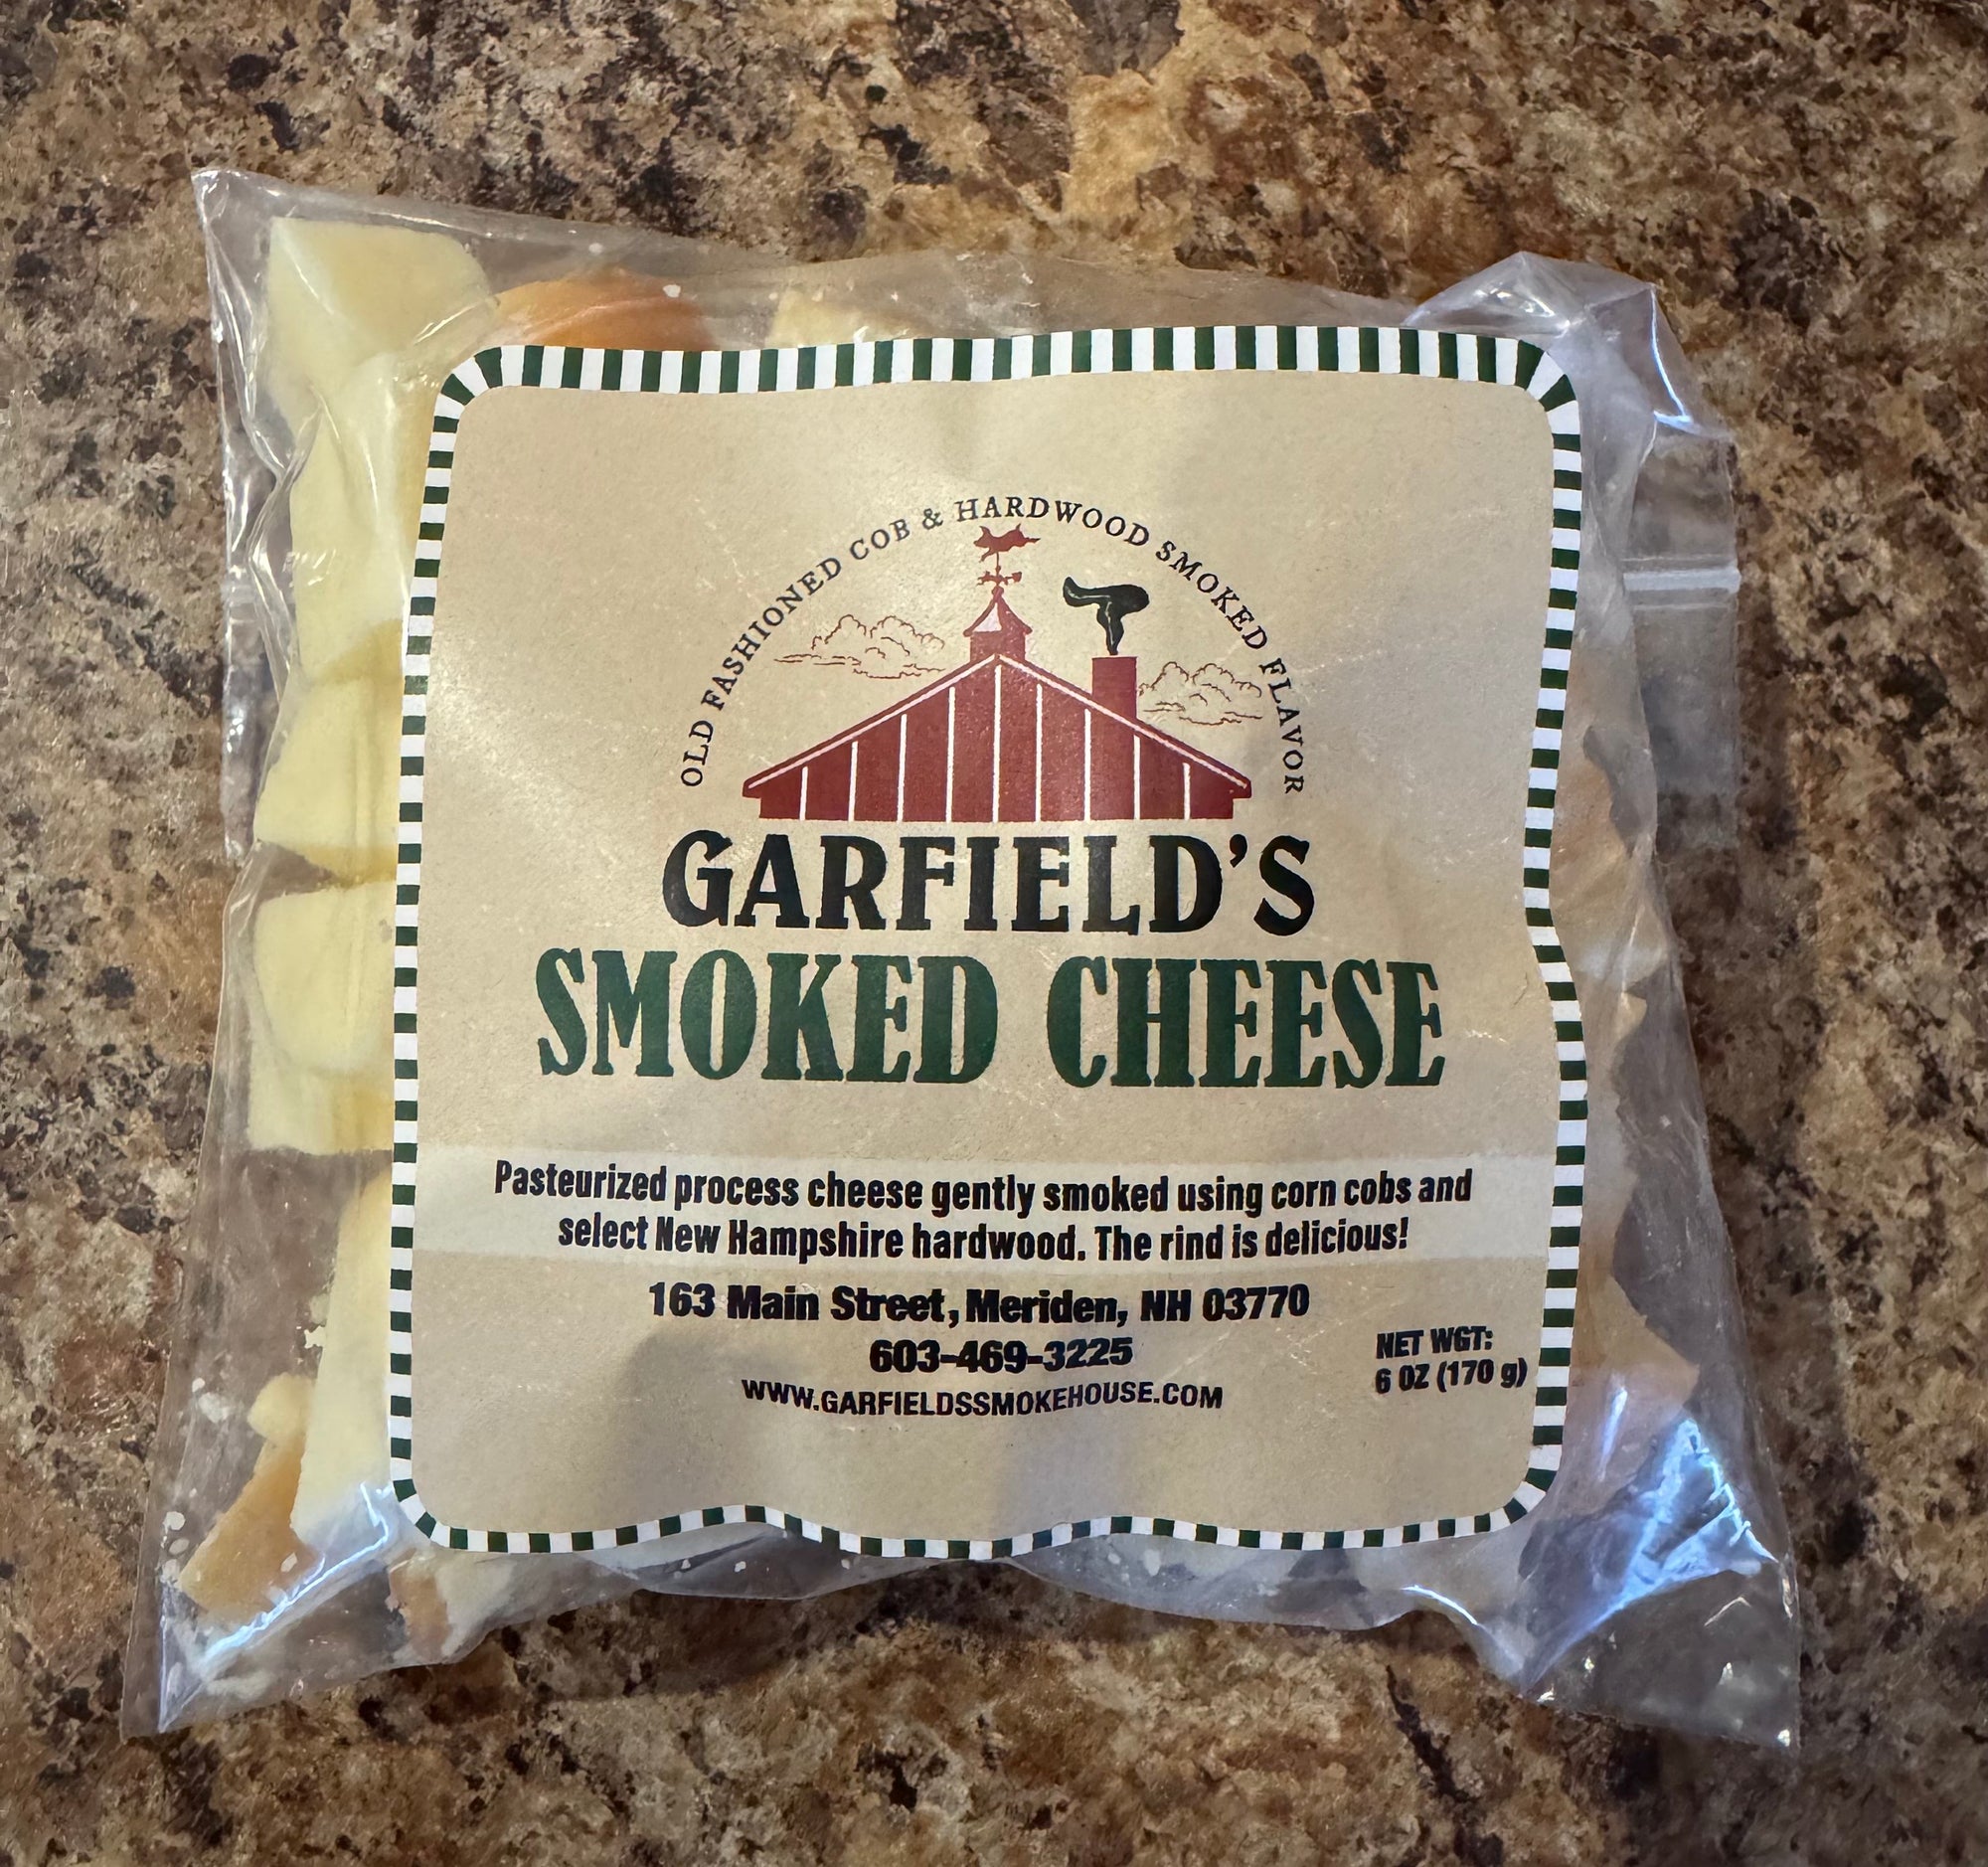 OLD FASHIONED COB & HARDWOOD SMOKED FLAVOR
GARFIELD'S
SMOKED CHEESE
Pasteurized process cheese gently smoked using corn cobs and
select New Hampshire hardwood. The rind is delicious!
163 Main Street, Meriden, NH 03770
603-469-3225
WWW.GARFIELDSSMOKEHOUSE.COM
NET WGT:
6 OZ (170 g)